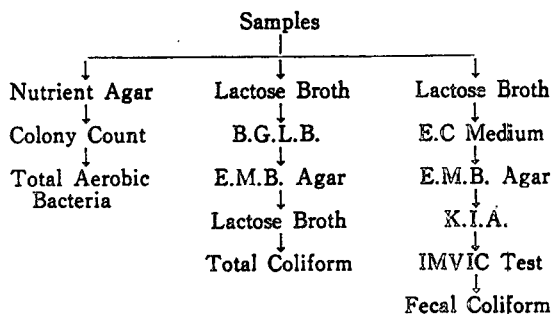 Samples
Nutrient Agar
Colony Count
Total Aerobic
Bacteria
Lactose Broth
B.G.L.B.
E.M.B. Agar
Lactose Broth
Total Coliform
Lactose Broth
E.C Medium
E.M.B. Agar
K.I.A.
IMVIC Test
Fecal Coliform